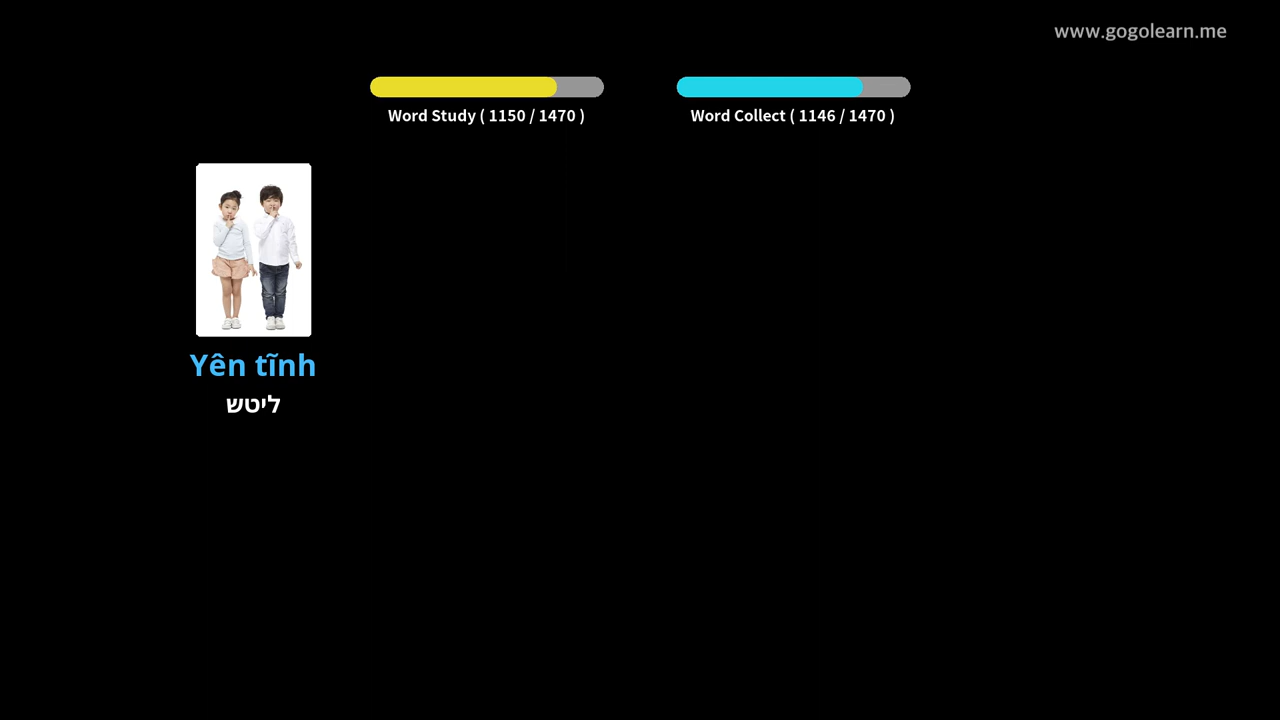 www.gogolearn.me
Word Study ( 1150 / 1470 )
Word Collect ( 1146 / 1470 )
Yên tĩnh
ליטש